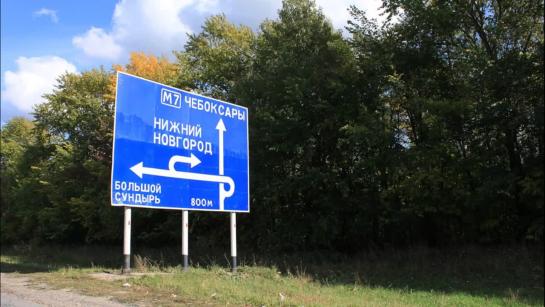 М7 ЧЕБОКСАРЫ
НИЖНИЙ
НОВГОРОД
БОЛЬШОЙ
СУНДЫРЬ 800м